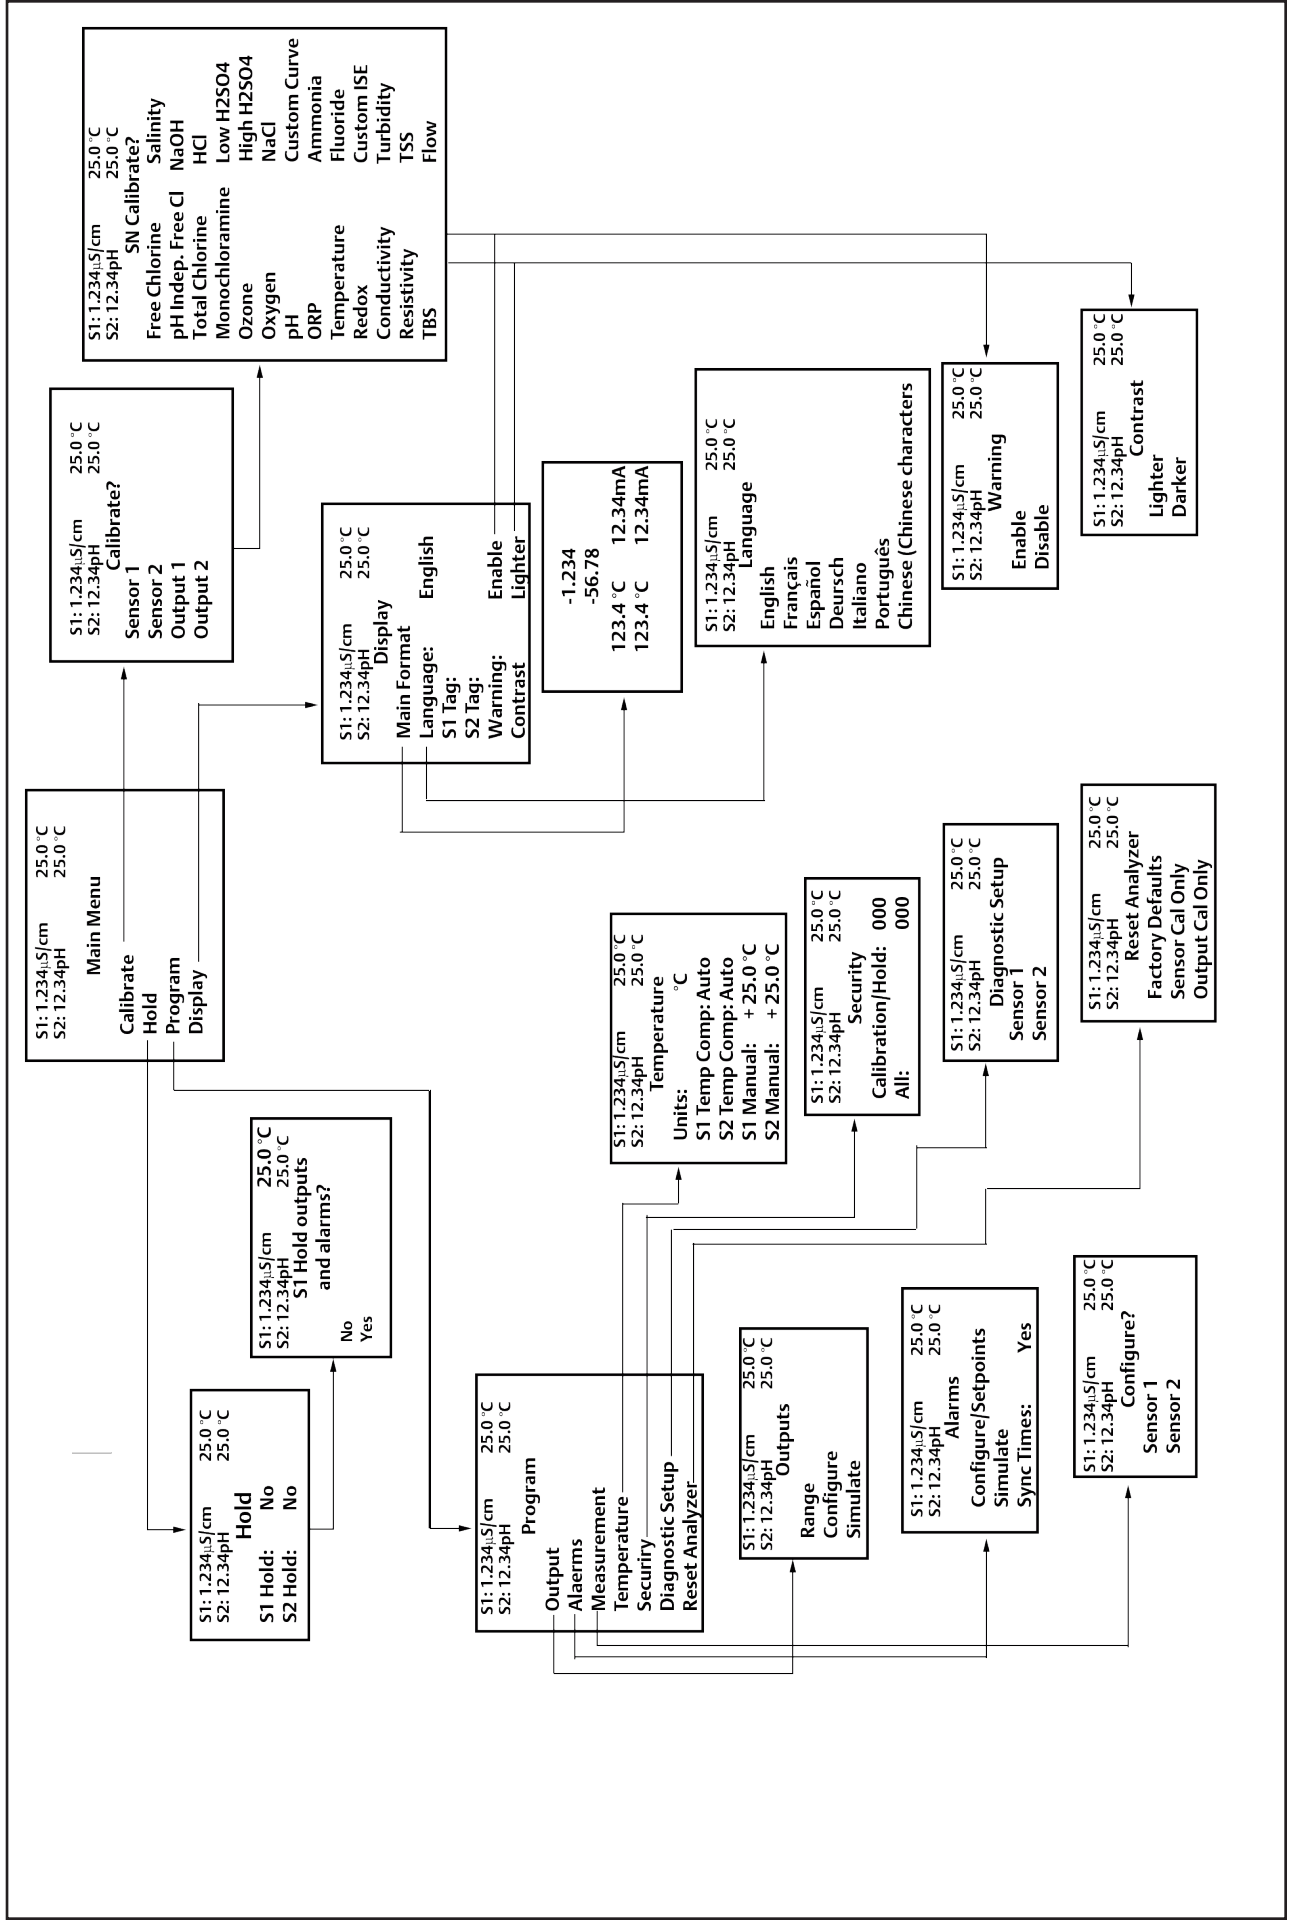 S1: 1.234µS/cm 25.0 °C
S2: 12.34pH 25.0 °C
Main Menu
Calibrate
Hold
Program
Display
S1: 1.234µS/cm 25.0 °C
S2: 12.34pH 25.0 °C
Calibrate?
Sensor 1
Sensor 2
Output 1
Output 2
S1: 1.234µS/cm 25.0 °C
S2: 12.34pH 25.0 °C
SN Calibrate?
Free Chlorine Salinity
pH Indep. Free Cl NaOH
Total Chlorine HCl
Monochloramine Low H2SO4
Ozone High H2SO4
Oxygen NaCl
pH Custom Curve
ORP Ammonia
Temperature Fluoride
Redox Custom ISE
Conductivity Turbidity
Resistivity TSS
TBS Flow
S1: 1.234µS/cm 25.0 °C
S2: 12.34pH 25.0 °C
Hold
S1 Hold: No
S2 Hold: No
S1: 1.234µS/cm 25.0 °C
S2: 12.34pH 25.0 °C
S1 Hold outputs
and alarms?
No
Yes
S1: 1.234µS/cm 25.0 °C
S2: 12.34pH 25.0 °C
Display
Main Format
Language: English
S1 Tag:
S2 Tag:
Warning: Enable
Contrast Lighter
-1.234
-56.78
123.4 °C 12.34mA
123.4 °C 12.34mA
S1: 1.234µS/cm 25.0 °C
S2: 12.34pH 25.0 °C
Language
English
Français
Español
Deursch
Italiano
Português
Chinese (Chinese characters
S1: 1.234µS/cm 25.0 °C
S2: 12.34pH 25.0 °C
Warning
Enable
Disable
S1: 1.234µS/cm 25.0 °C
S2: 12.34pH 25.0 °C
Contrast
Lighter
Darker
S1: 1.234µS/cm 25.0 °C
S2: 12.34pH 25.0 °C
Program
Output
Alaerms
Measurement
Temperature
Securiry
Diagnostic Setup
Reset Analyzer
S1: 1.234µS/cm 25.0 °C
S2: 12.34pH 25.0 °C
Temperature
Units: °C
S1 Temp Comp: Auto
S2 Temp Comp: Auto
S1 Manual: + 25.0 °C
S2 Manual: + 25.0 °C
S1: 1.234µS/cm 25.0 °C
S2: 12.34pH 25.0 °C
Security
Calibration/Hold: 000
All: 000
S1: 1.234µS/cm 25.0 °C
S2: 12.34pH 25.0 °C
Diagnostic Setup
Sensor 1
Sensor 2
S1: 1.234µS/cm 25.0 °C
S2: 12.34pH 25.0 °C
Reset Analyzer
Factory Defaults
Sensor Cal Only
Output Cal Only
S1: 1.234µS/cm 25.0 °C
S2: 12.34pH 25.0 °C
Outputs
Range
Configure
Simulate
S1: 1.234µS/cm 25.0 °C
S2: 12.34pH 25.0 °C
Alarms
Configure/Setpoints
Simulate
Sync Times: Yes
S1: 1.234µS/cm 25.0 °C
S2: 12.34pH 25.0 °C
Configure?
Sensor 1
Sensor 2